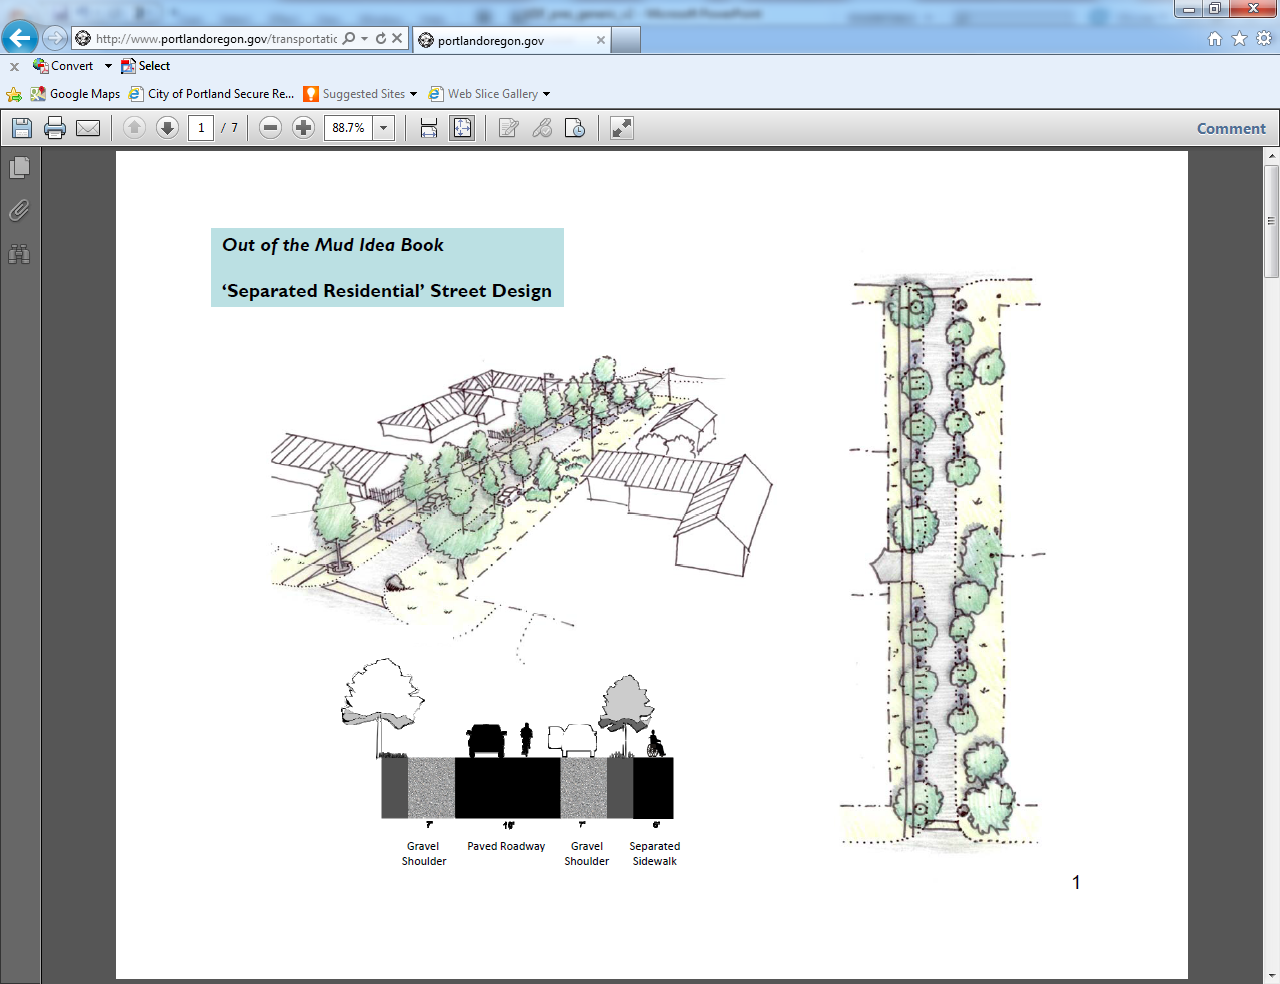 http://www.portlandoregon.gov/transportatic
portlandoregon.gov
x Convert Select
Google Maps City of Portland Secure Re... Suggested Sites Web Slice Gallery
1 / 7 88.7% Comment
Out of the Mud Idea Book
‘Separated Residential’ Street Design
7' 16' 7' 6'
Gravel Shoulder
Paved Roadway
Gravel Shoulder
Separated Sidewalk
1